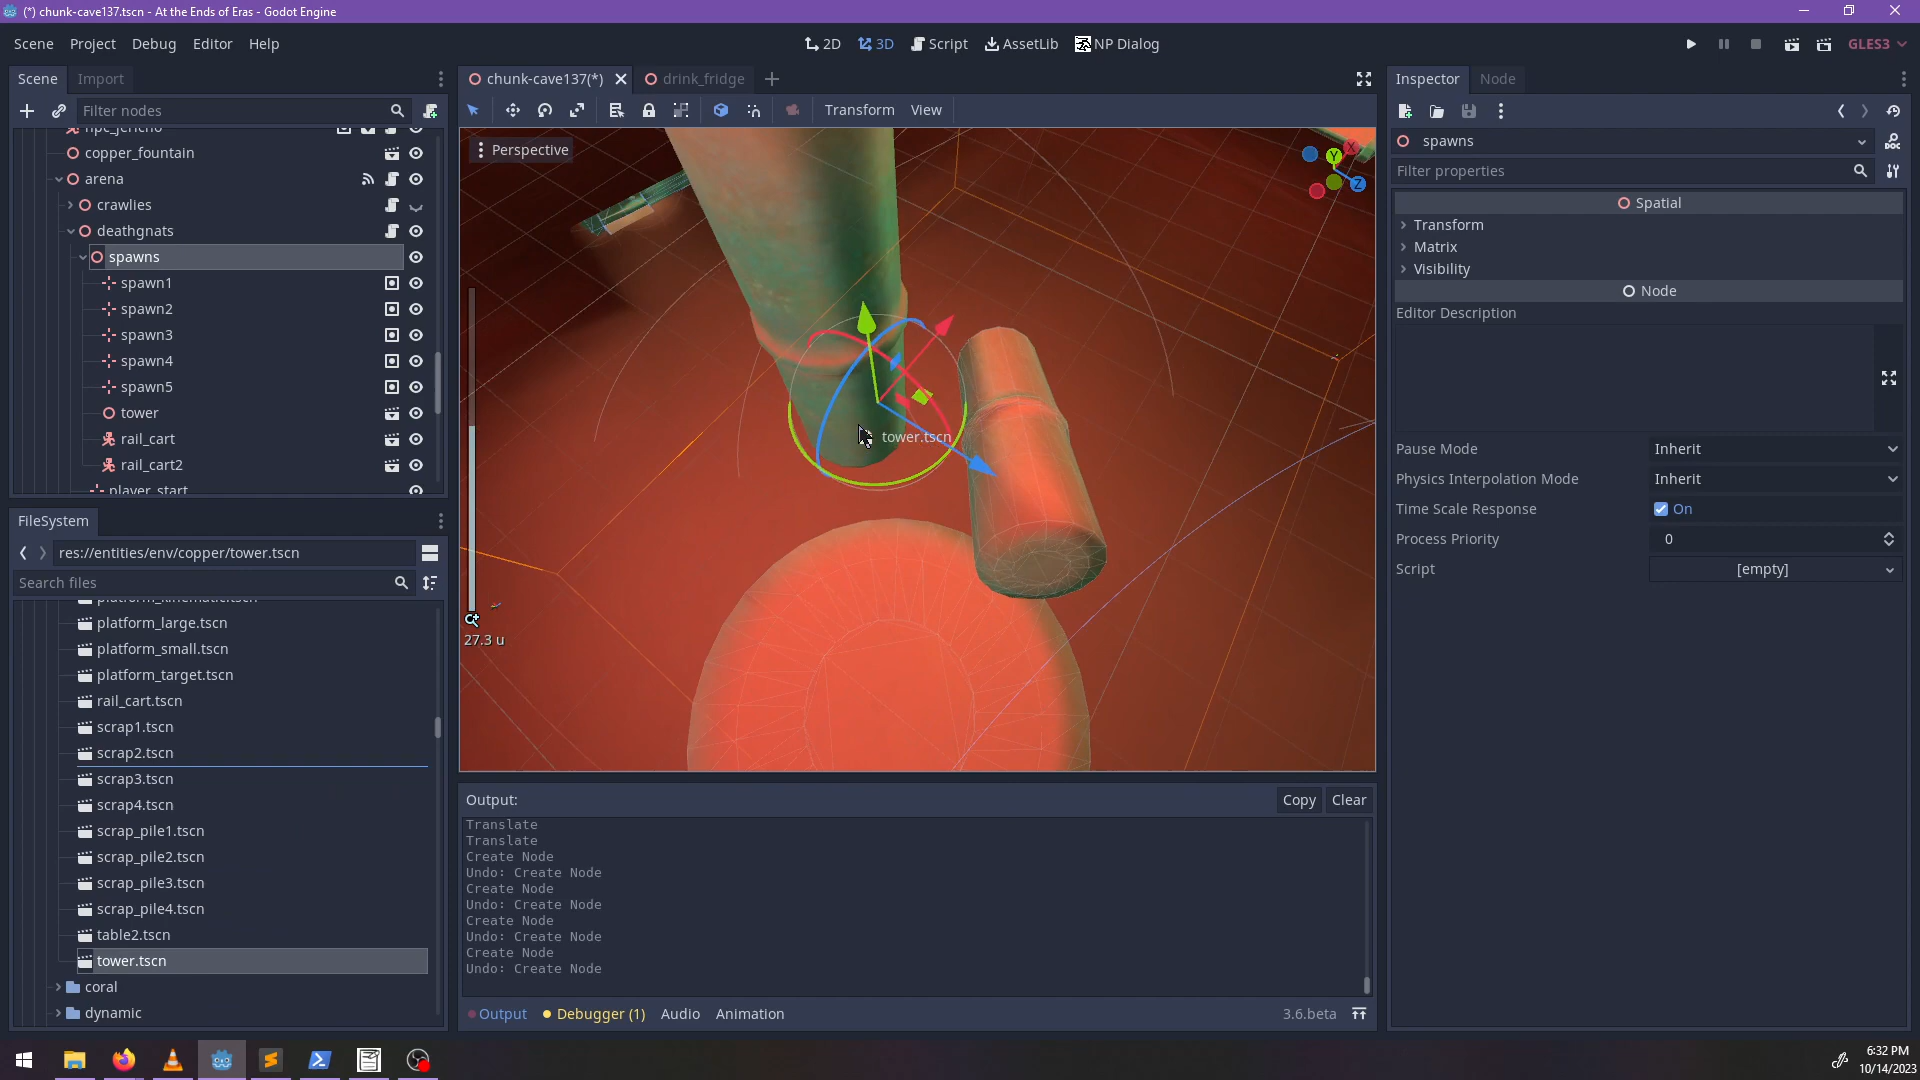 (*) chunk-cave137.tscn - At the Ends of Eras - Godot Engine
Scene Project Debug Editor Help
2D 3D Script AssetLib NP Dialog
GLES3
Scene Import
Filter nodes
npc_jericho
copper_fountain
arena
crawlies
deathgnats
spawns
spawn1
spawn2
spawn3
spawn4
spawn5
tower
rail_cart
rail_cart2
player_start
FileSystem
res://entities/env/copper/tower.tscn
Search files
platform_kinematic.tscn
platform_large.tscn
platform_small.tscn
platform_target.tscn
rail_cart.tscn
scrap1.tscn
scrap2.tscn
scrap3.tscn
scrap4.tscn
scrap_pile1.tscn
scrap_pile2.tscn
scrap_pile3.tscn
scrap_pile4.tscn
table2.tscn
tower.tscn
coral
dynamic
chunk-cave137(*) drink_fridge
Transform View
Perspective
X
Y
Z
tower.tscn
27.3 u
Output:
Copy Clear
Translate
Translate
Create Node
Undo: Create Node
Create Node
Undo: Create Node
Create Node
Undo: Create Node
Create Node
Undo: Create Node
Output Debugger (1) Audio Animation
3.6.beta
Inspector Node
spawns
Filter properties
Spatial
Transform
Matrix
Visibility
Node
Editor Description
Pause Mode Inherit
Physics Interpolation Mode Inherit
Time Scale Response On
Process Priority 0
Script [empty]
6:32 PM
10/14/2023